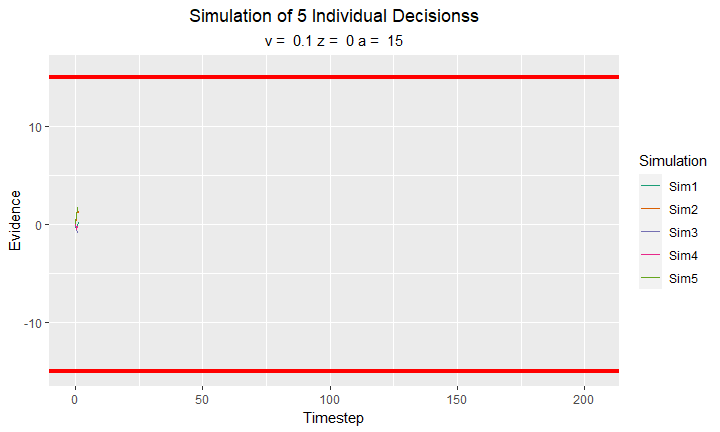 Simulation of 5 Individual Decisionss
v = 0.1 z = 0 a = 15
Evidence
10
0
-10
0
50
100
150
200
Timestep
Simulation
Sim1
Sim2
Sim3
Sim4
Sim5